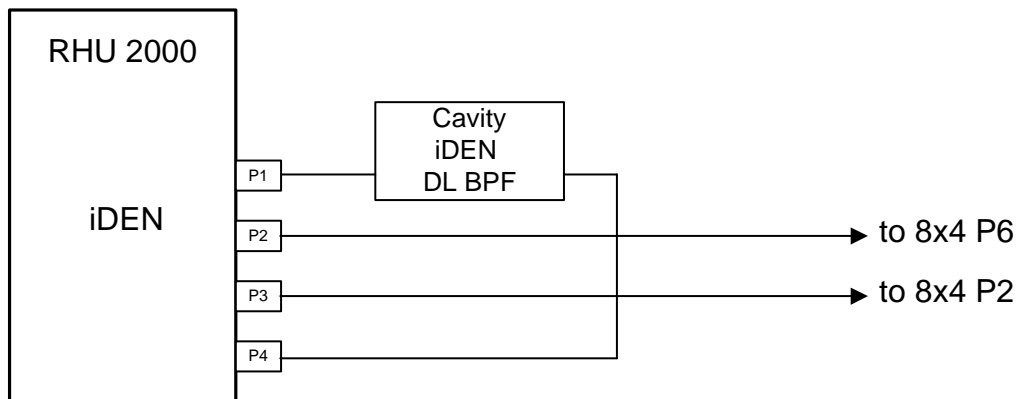 RHU 2000
iDEN
P1
P2
P3
P4
Cavity
iDEN
DL BPF
to 8x4 P6
to 8x4 P2